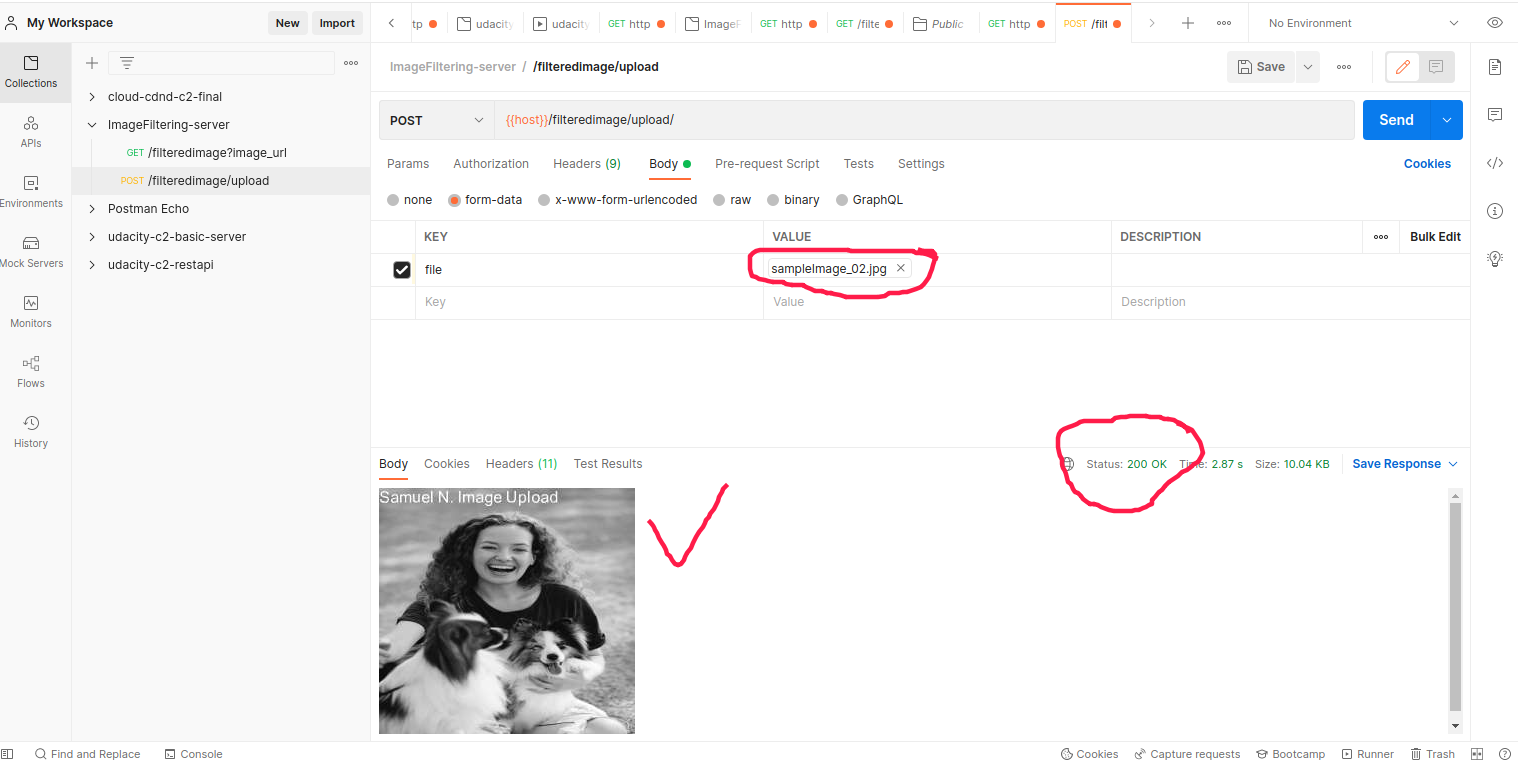 My Workspace
New
Import
tp
udacity
udacity
GET http
ImageF
GET http
GET /filte
Public
GET http
POST /filt
No Environment
Collections
APIs
Environments
Mock Servers
Monitors
Flows
History
cloud-cdnd-c2-final
ImageFiltering-server
GET /filteredimage?image_url
POST /filteredimage/upload
Postman Echo
udacity-c2-basic-server
udacity-c2-restapi
ImageFiltering-server / /filteredimage/upload
Save
POST
{{host}}/filteredimage/upload/
Send
Params
Authorization
Headers (9)
Body
Pre-request Script
Tests
Settings
Cookies
none
form-data
x-www-form-urlencoded
raw
binary
GraphQL
KEY
VALUE
DESCRIPTION
Bulk Edit
file
sampleImage_02.jpg
Key
Value
Description
Body
Cookies
Headers (11)
Test Results
Status: 200 OK
Time: 2.87 s
Size: 10.04 KB
Save Response
Samuel N. Image Upload
Find and Replace
Console
Cookies
Capture requests
Bootcamp
Runner
Trash